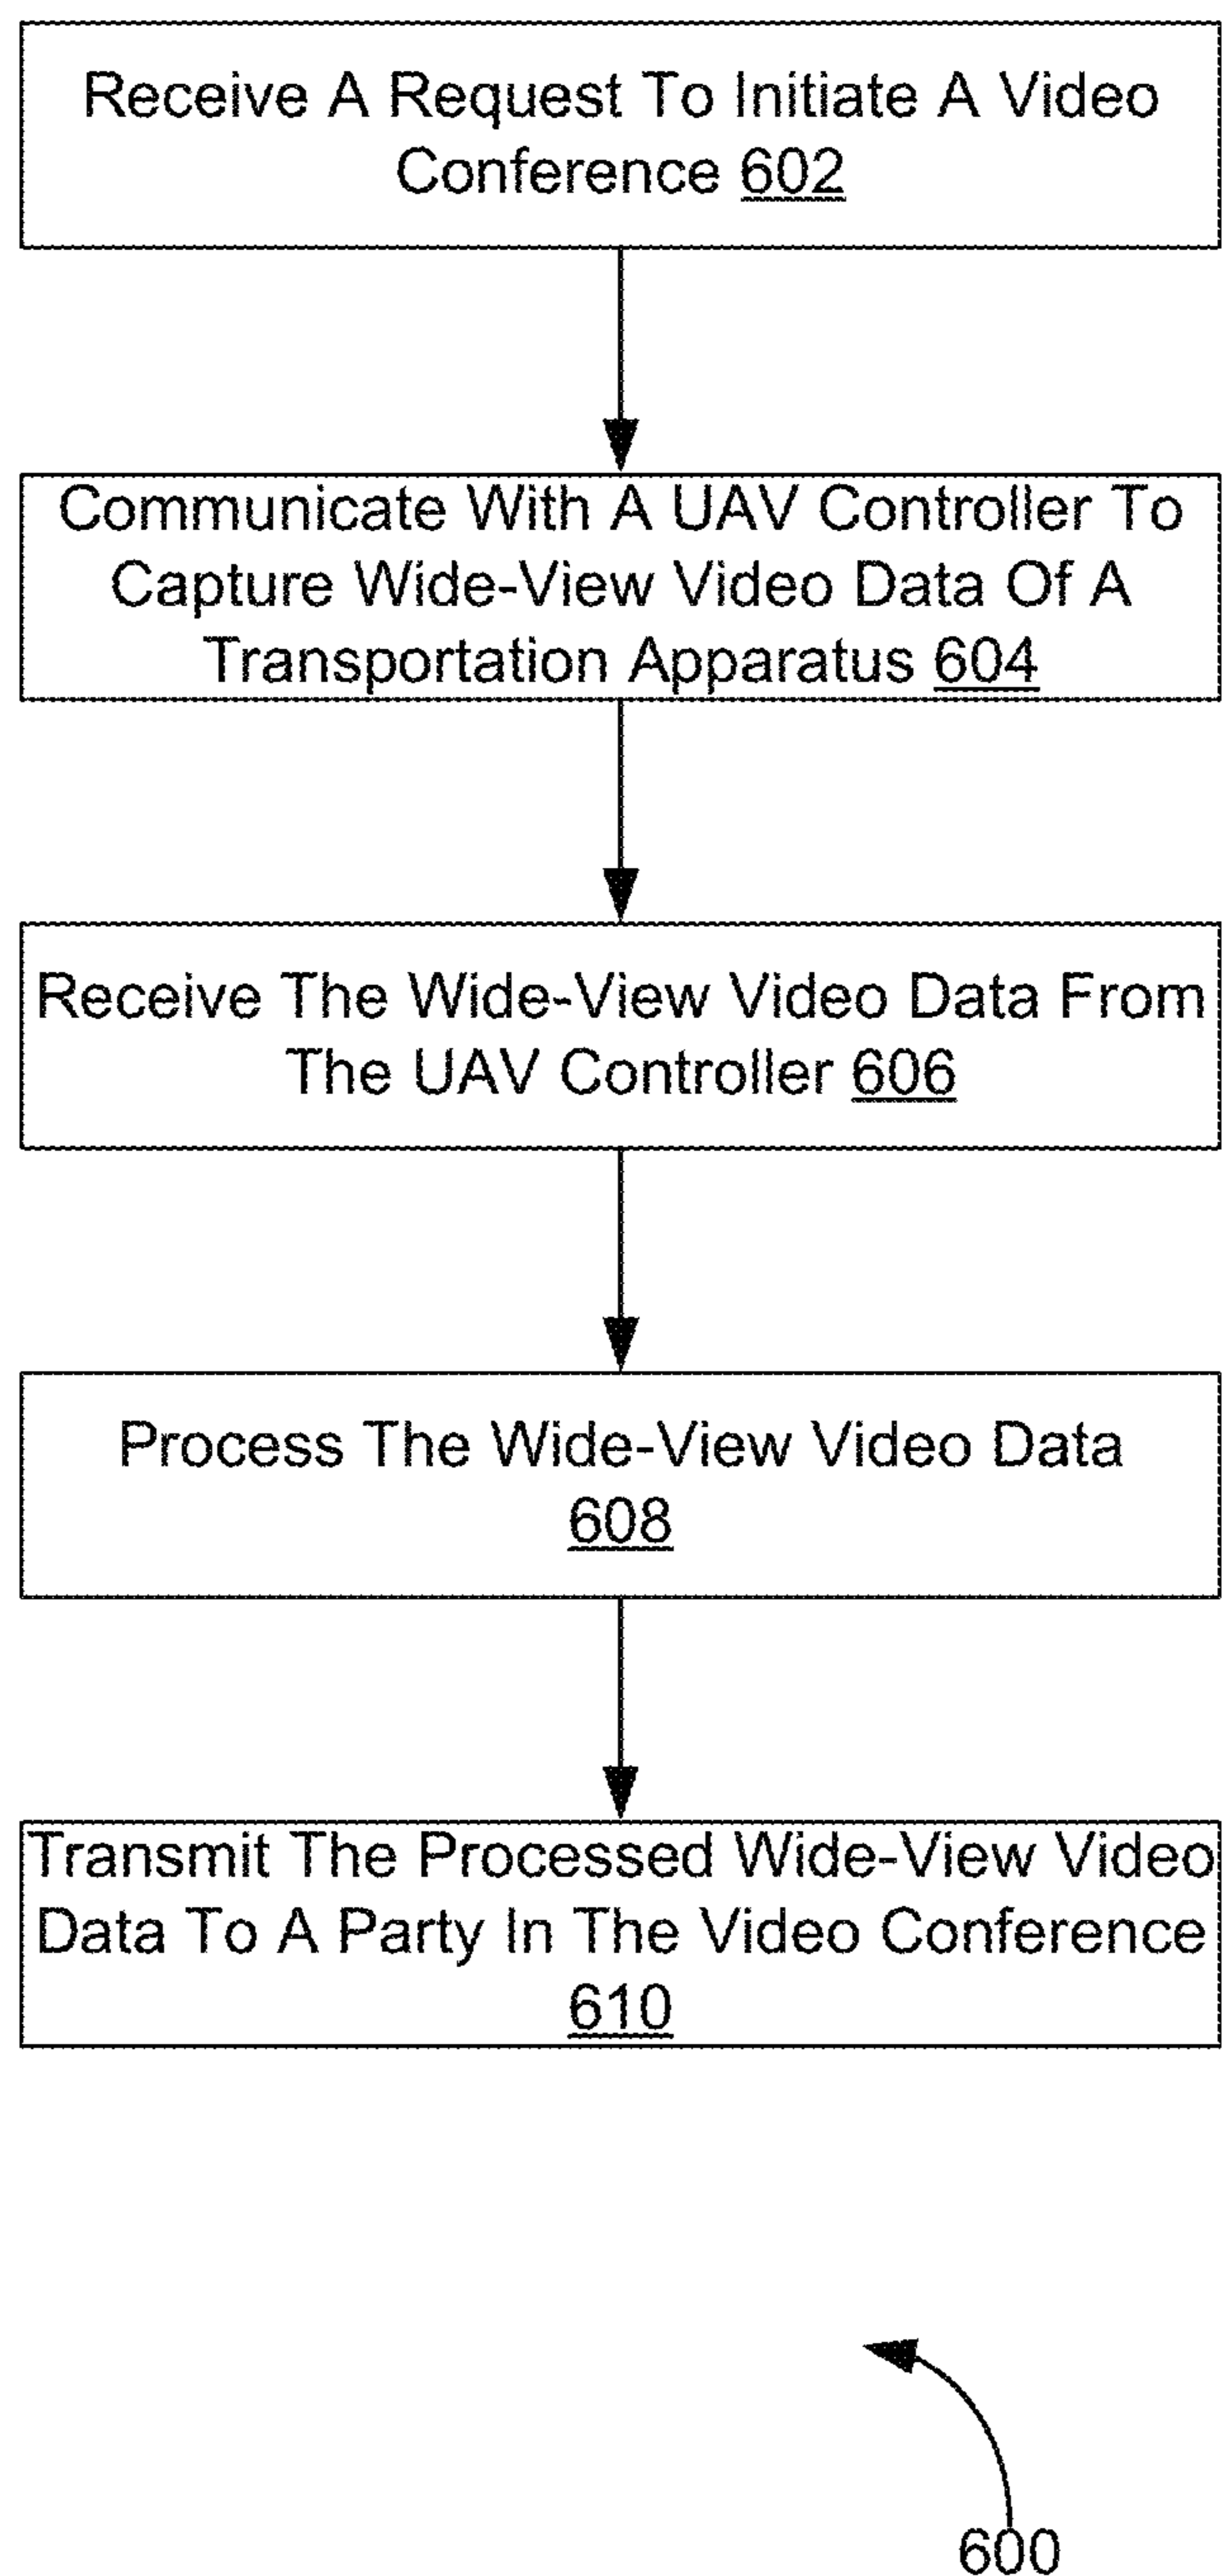 Receive A Request To Initiate A Video
Conference 602
Communicate With A UAV Controller To
Capture Wide-View Video Data Of A
Transportation Apparatus 604
Receive The Wide-View Video Data From
The UAV Controller 606
Process The Wide-View Video Data
608
Transmit The Processed Wide-View Video
Data To A Party In The Video Conference
610
600